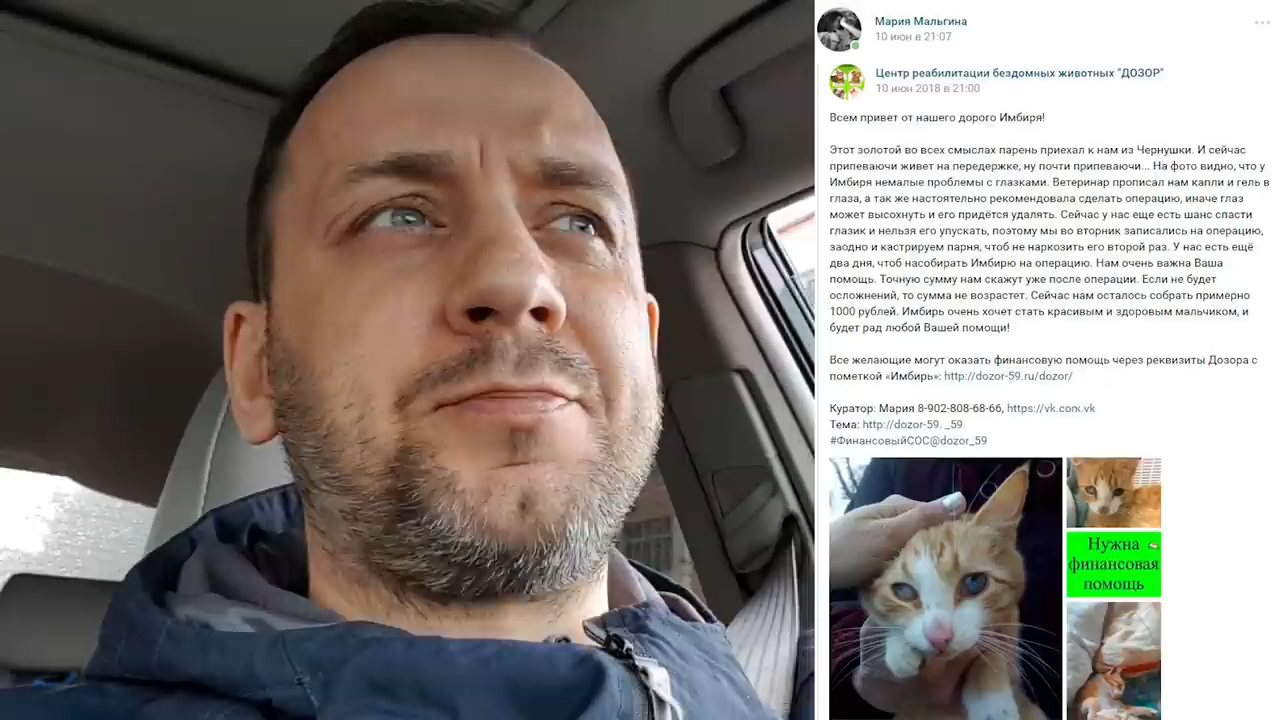 Мария Мальгина
10 июн в 21:07
Центр реабилитации бездомных животных "ДОЗОР"
10 июн 2018 в 21:00
Всем привет от нашего дорого Имбиря!
Этот золотой во всех смыслах парень приехал к нам из Чернушки. И сейчас
припеваючи живет на передержке, ну почти припеваючи... На фото видно, что у
Имбиря немалые проблемы с глазками. Ветеринар прописал нам капли и гель в
глаза, а так же настоятельно рекомендовала сделать операцию, иначе глаз
может высохнуть и его придётся удалять. Сейчас у нас еще есть шанс спасти
глазик и нельзя его упускать, поэтому мы во вторник записались на операцию,
заодно и кастрируем парня, чтоб не наркозить его второй раз. У нас есть ещё
два дня, чтоб насобирать Имбирю на операцию. Нам очень важна Ваша
помощь. Точную сумму нам скажут уже после операции. Если не будет
осложнений, то сумма не возрастет. Сейчас нам осталось собрать примерно
1000 рублей. Имбирь очень хочет стать красивым и здоровым мальчиком, и
будет рад любой Вашей помощи!
Все желающие могут оказать финансовую помощь через реквизиты Дозора с
пометкой «Имбирь»: http://dozor-59.ru/dozor/
Куратор: Мария 8-902-808-68-66, https://vk.com.vk
Тема: http://dozor-59. _59
#ФинансовыйСОС@dozor_59
Нужна
финансовая
помощь